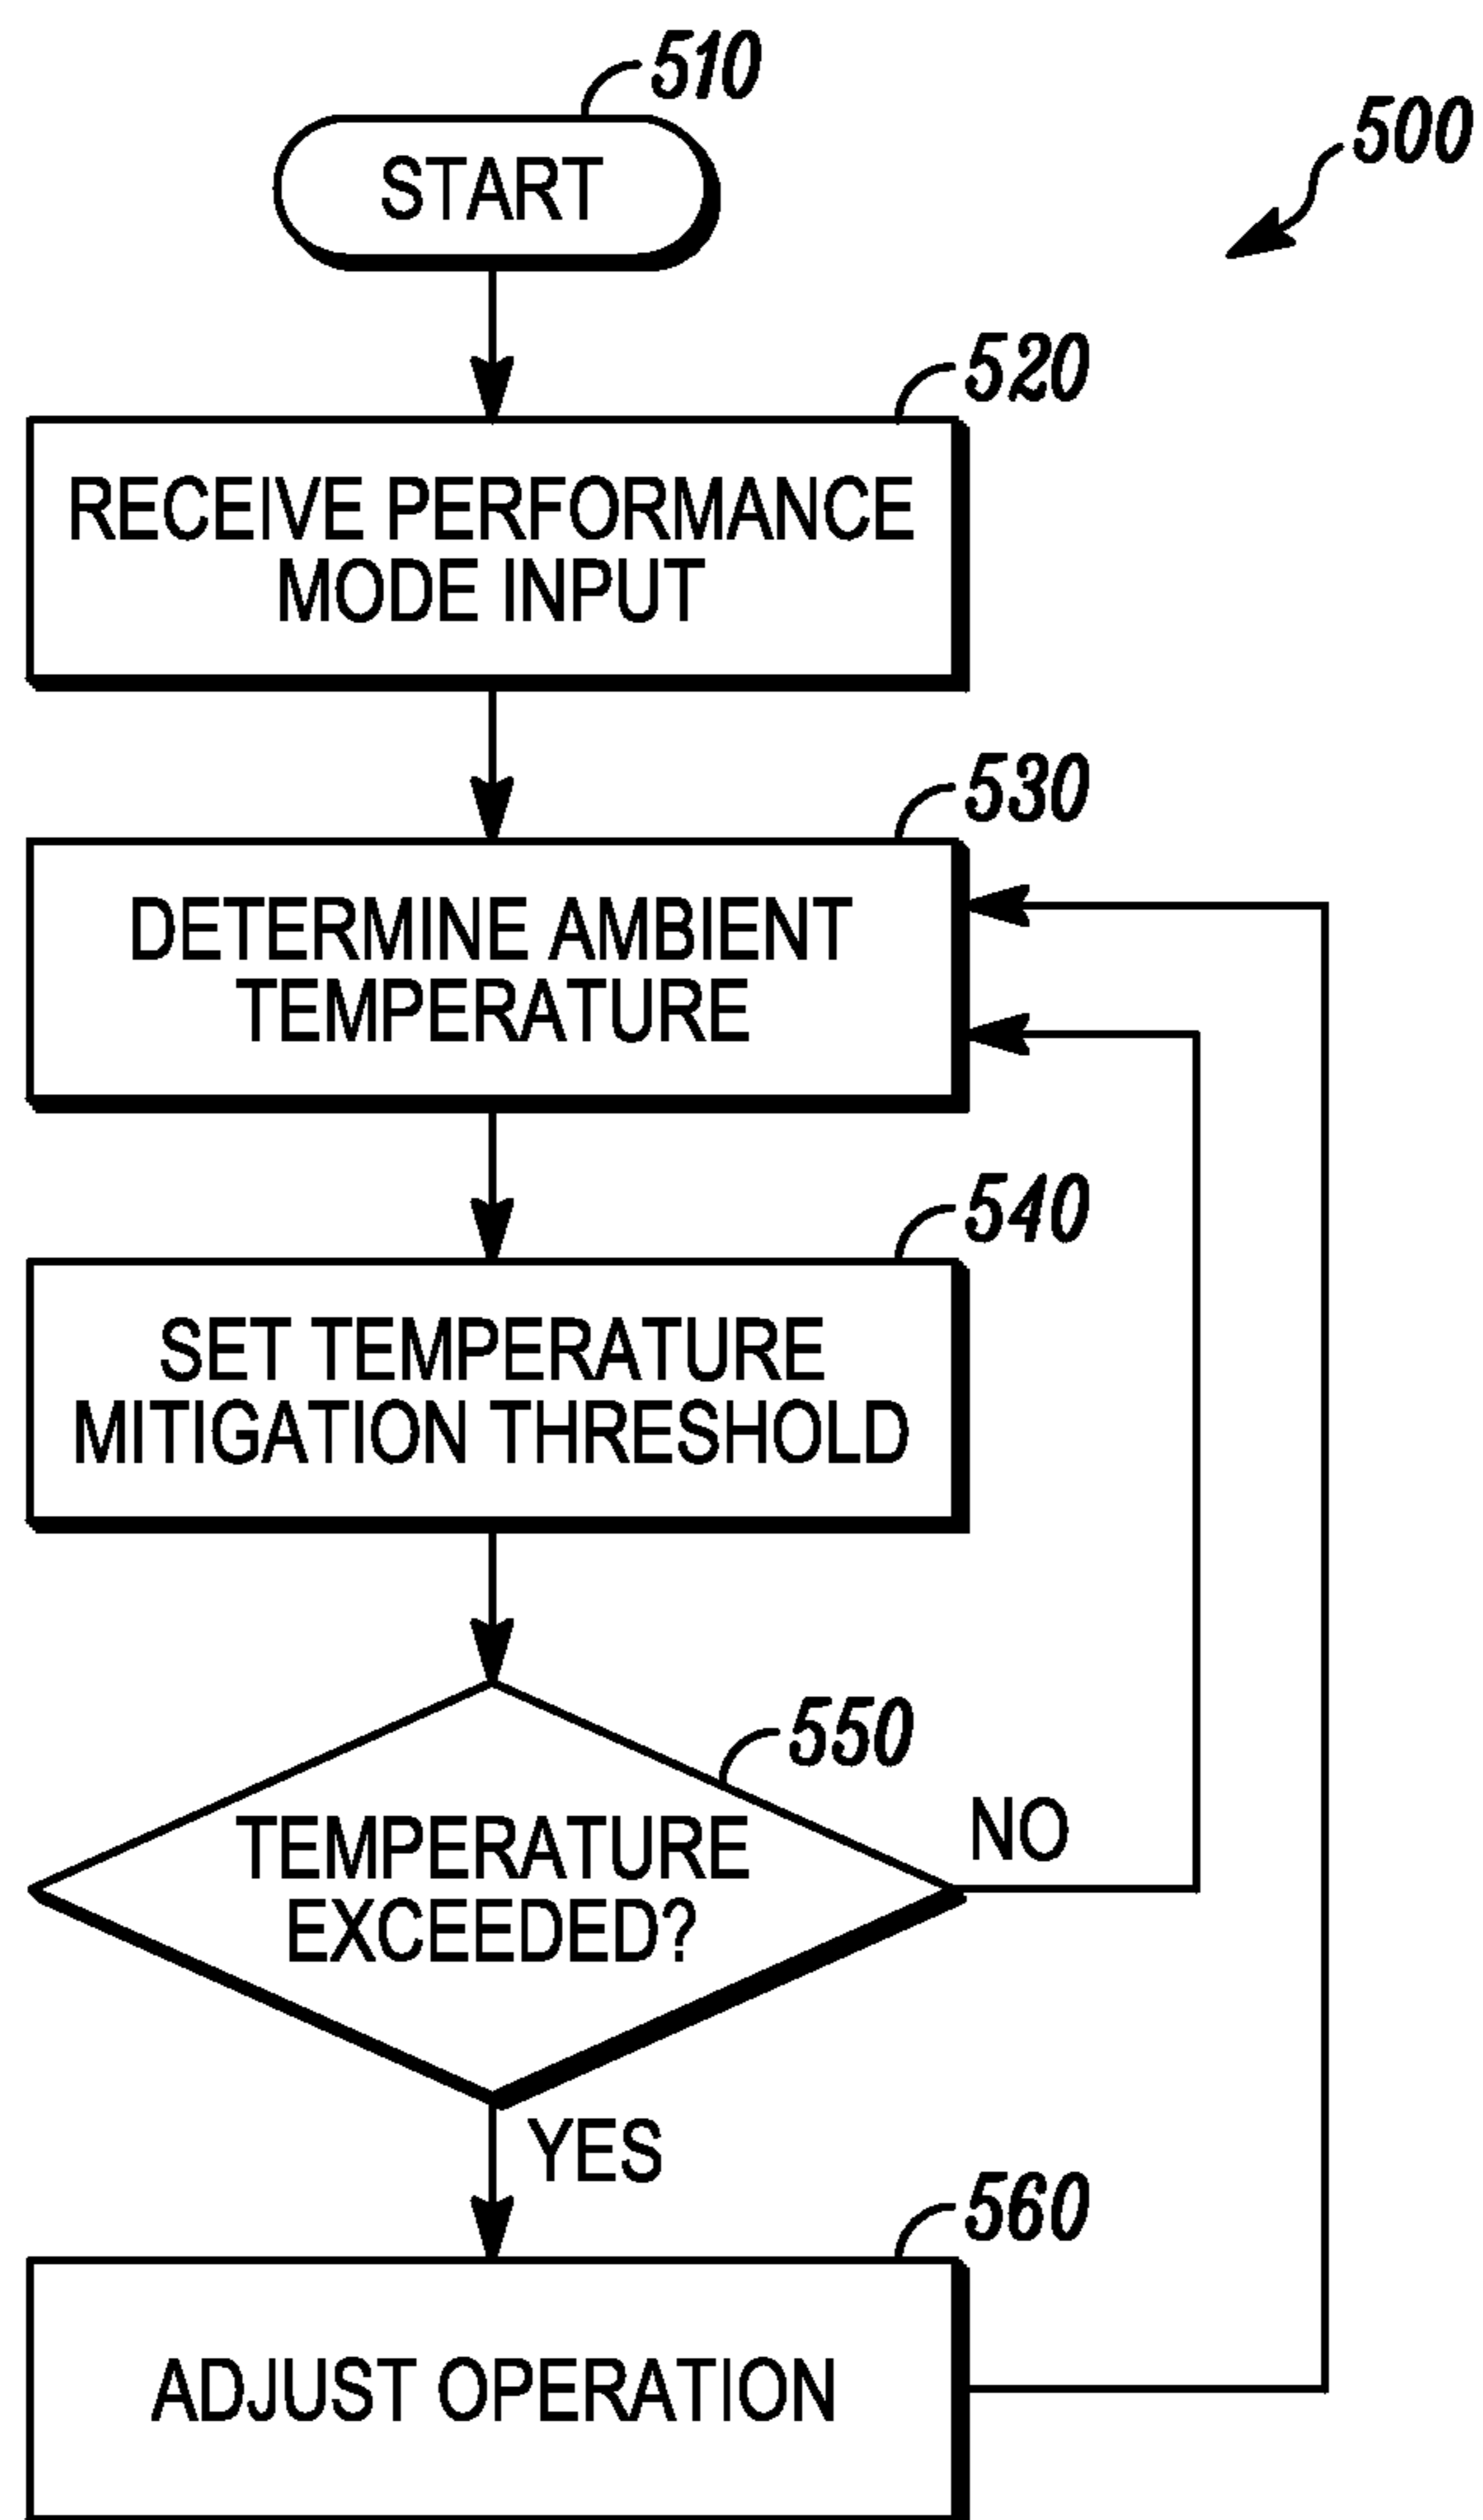 510
START
500
520
RECEIVE PERFORMANCE
MODE INPUT
530
DETERMINE AMBIENT
TEMPERATURE
540
SET TEMPERATURE
MITIGATION THRESHOLD
550
TEMPERATURE
EXCEEDED?
NO
YES
560
ADJUST OPERATION